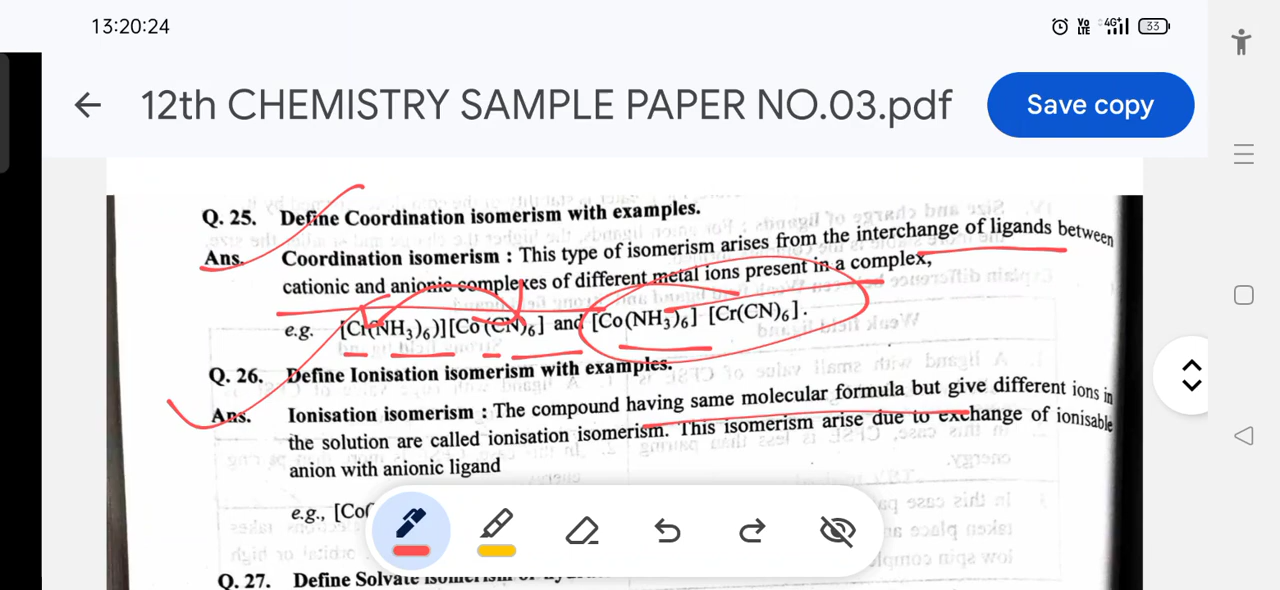 13:20:24
Vo LTE 4G+ 33
12th CHEMISTRY SAMPLE PAPER NO.03.pdf
Save copy
Q. 25. Define Coordination isomerism with examples.
Ans. Coordination isomerism : This type of isomerism arises from the interchange of ligands between
cationic and anionic complexes of different metal ions present in a complex,
e.g. [Cr(NH₃)₆)][Co (CN)₆] and [Co(NH₃)₆] [Cr(CN)₆].
Q. 26. Define Ionisation isomerism with examples.
Ans. Ionisation isomerism : The compound having same molecular formula but give different ions in
the solution are called ionisation isomerism. This isomerism arise due to exchange of ionisable
anion with anionic ligand
e.g., [Co(
Q. 27. Define Solvate